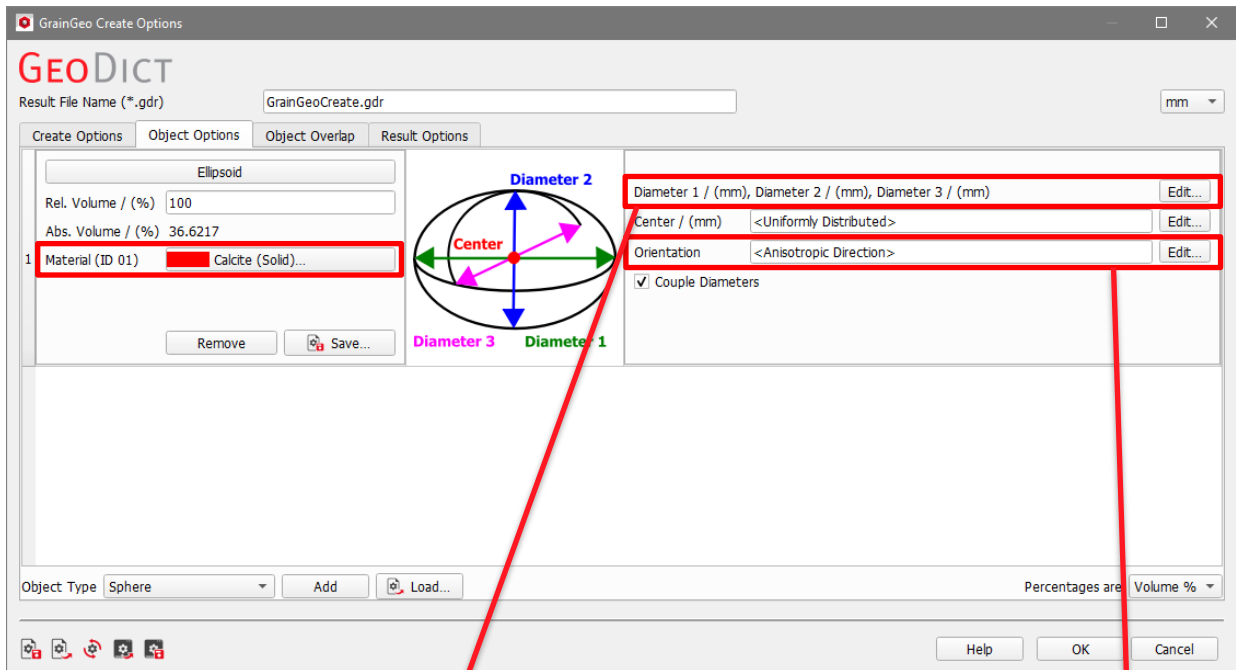 GrainGeo Create Options
GEODICT
Result File Name (*.gdr) GrainGeoCreate.gdr mm
Create Options Object Options Object Overlap Result Options
Ellipsoid
Rel. Volume / (%) 100
Abs. Volume / (%) 36.6217
1 Material (ID 01) Calcite (Solid)...
Remove Save...
Diameter 2
Center
Diameter 3 Diameter 1
Diameter 1 / (mm), Diameter 2 / (mm), Diameter 3 / (mm) Edit...
Center / (mm) <Uniformly Distributed> Edit...
Orientation <Anisotropic Direction> Edit...
Couple Diameters
Object Type Sphere Add Load... Percentages are Volume %
Help OK Cancel